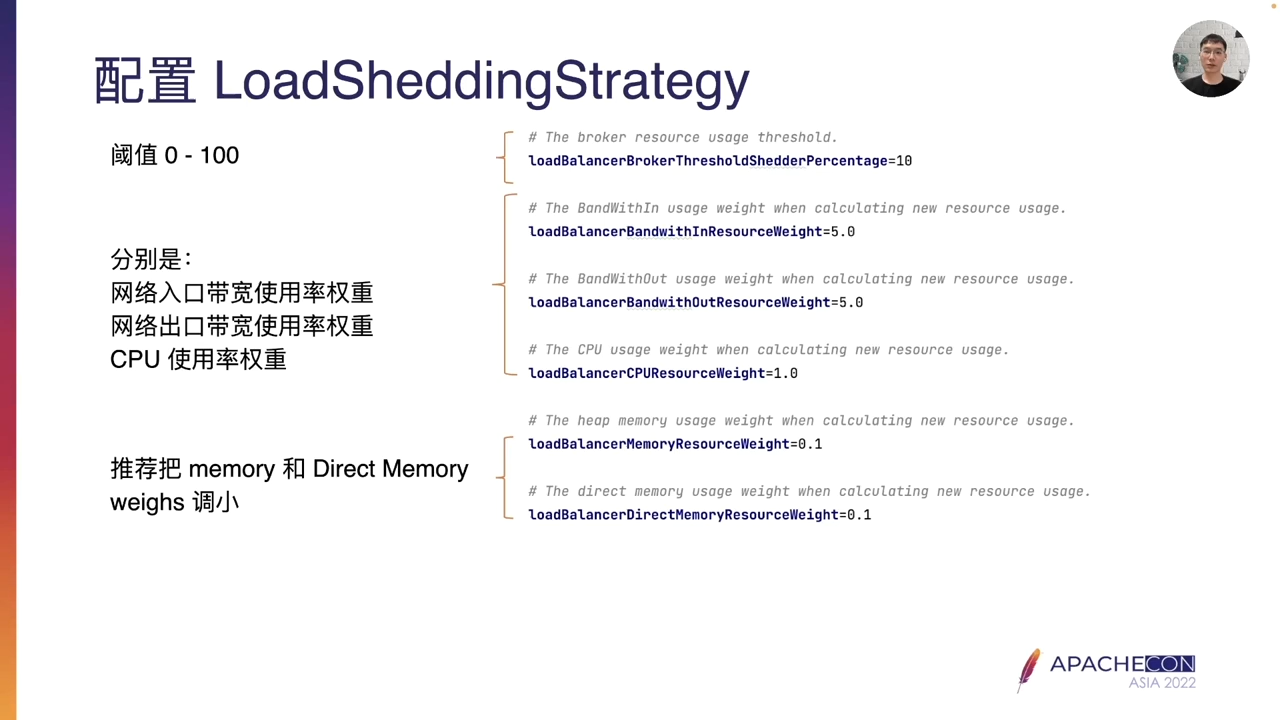 配置 LoadSheddingStrategy
阈值 0 - 100
# The broker resource usage threshold.
loadBalancerBrokerThresholdShedderPercentage=10
分别是：
网络入口带宽使用率权重
网络出口带宽使用率权重
CPU 使用率权重
# The BandWithIn usage weight when calculating new resource usage.
loadBalancerBandwithInResourceWeight=5.0
# The BandWithOut usage weight when calculating new resource usage.
loadBalancerBandwithOutResourceWeight=5.0
# The CPU usage weight when calculating new resource usage.
loadBalancerCPUResourceWeight=1.0
推荐把 memory 和 Direct Memory
weighs 调小
# The heap memory usage weight when calculating new resource usage.
loadBalancerMemoryResourceWeight=0.1
# The direct memory usage weight when calculating new resource usage.
loadBalancerDirectMemoryResourceWeight=0.1
APACHECON
ASIA 2022